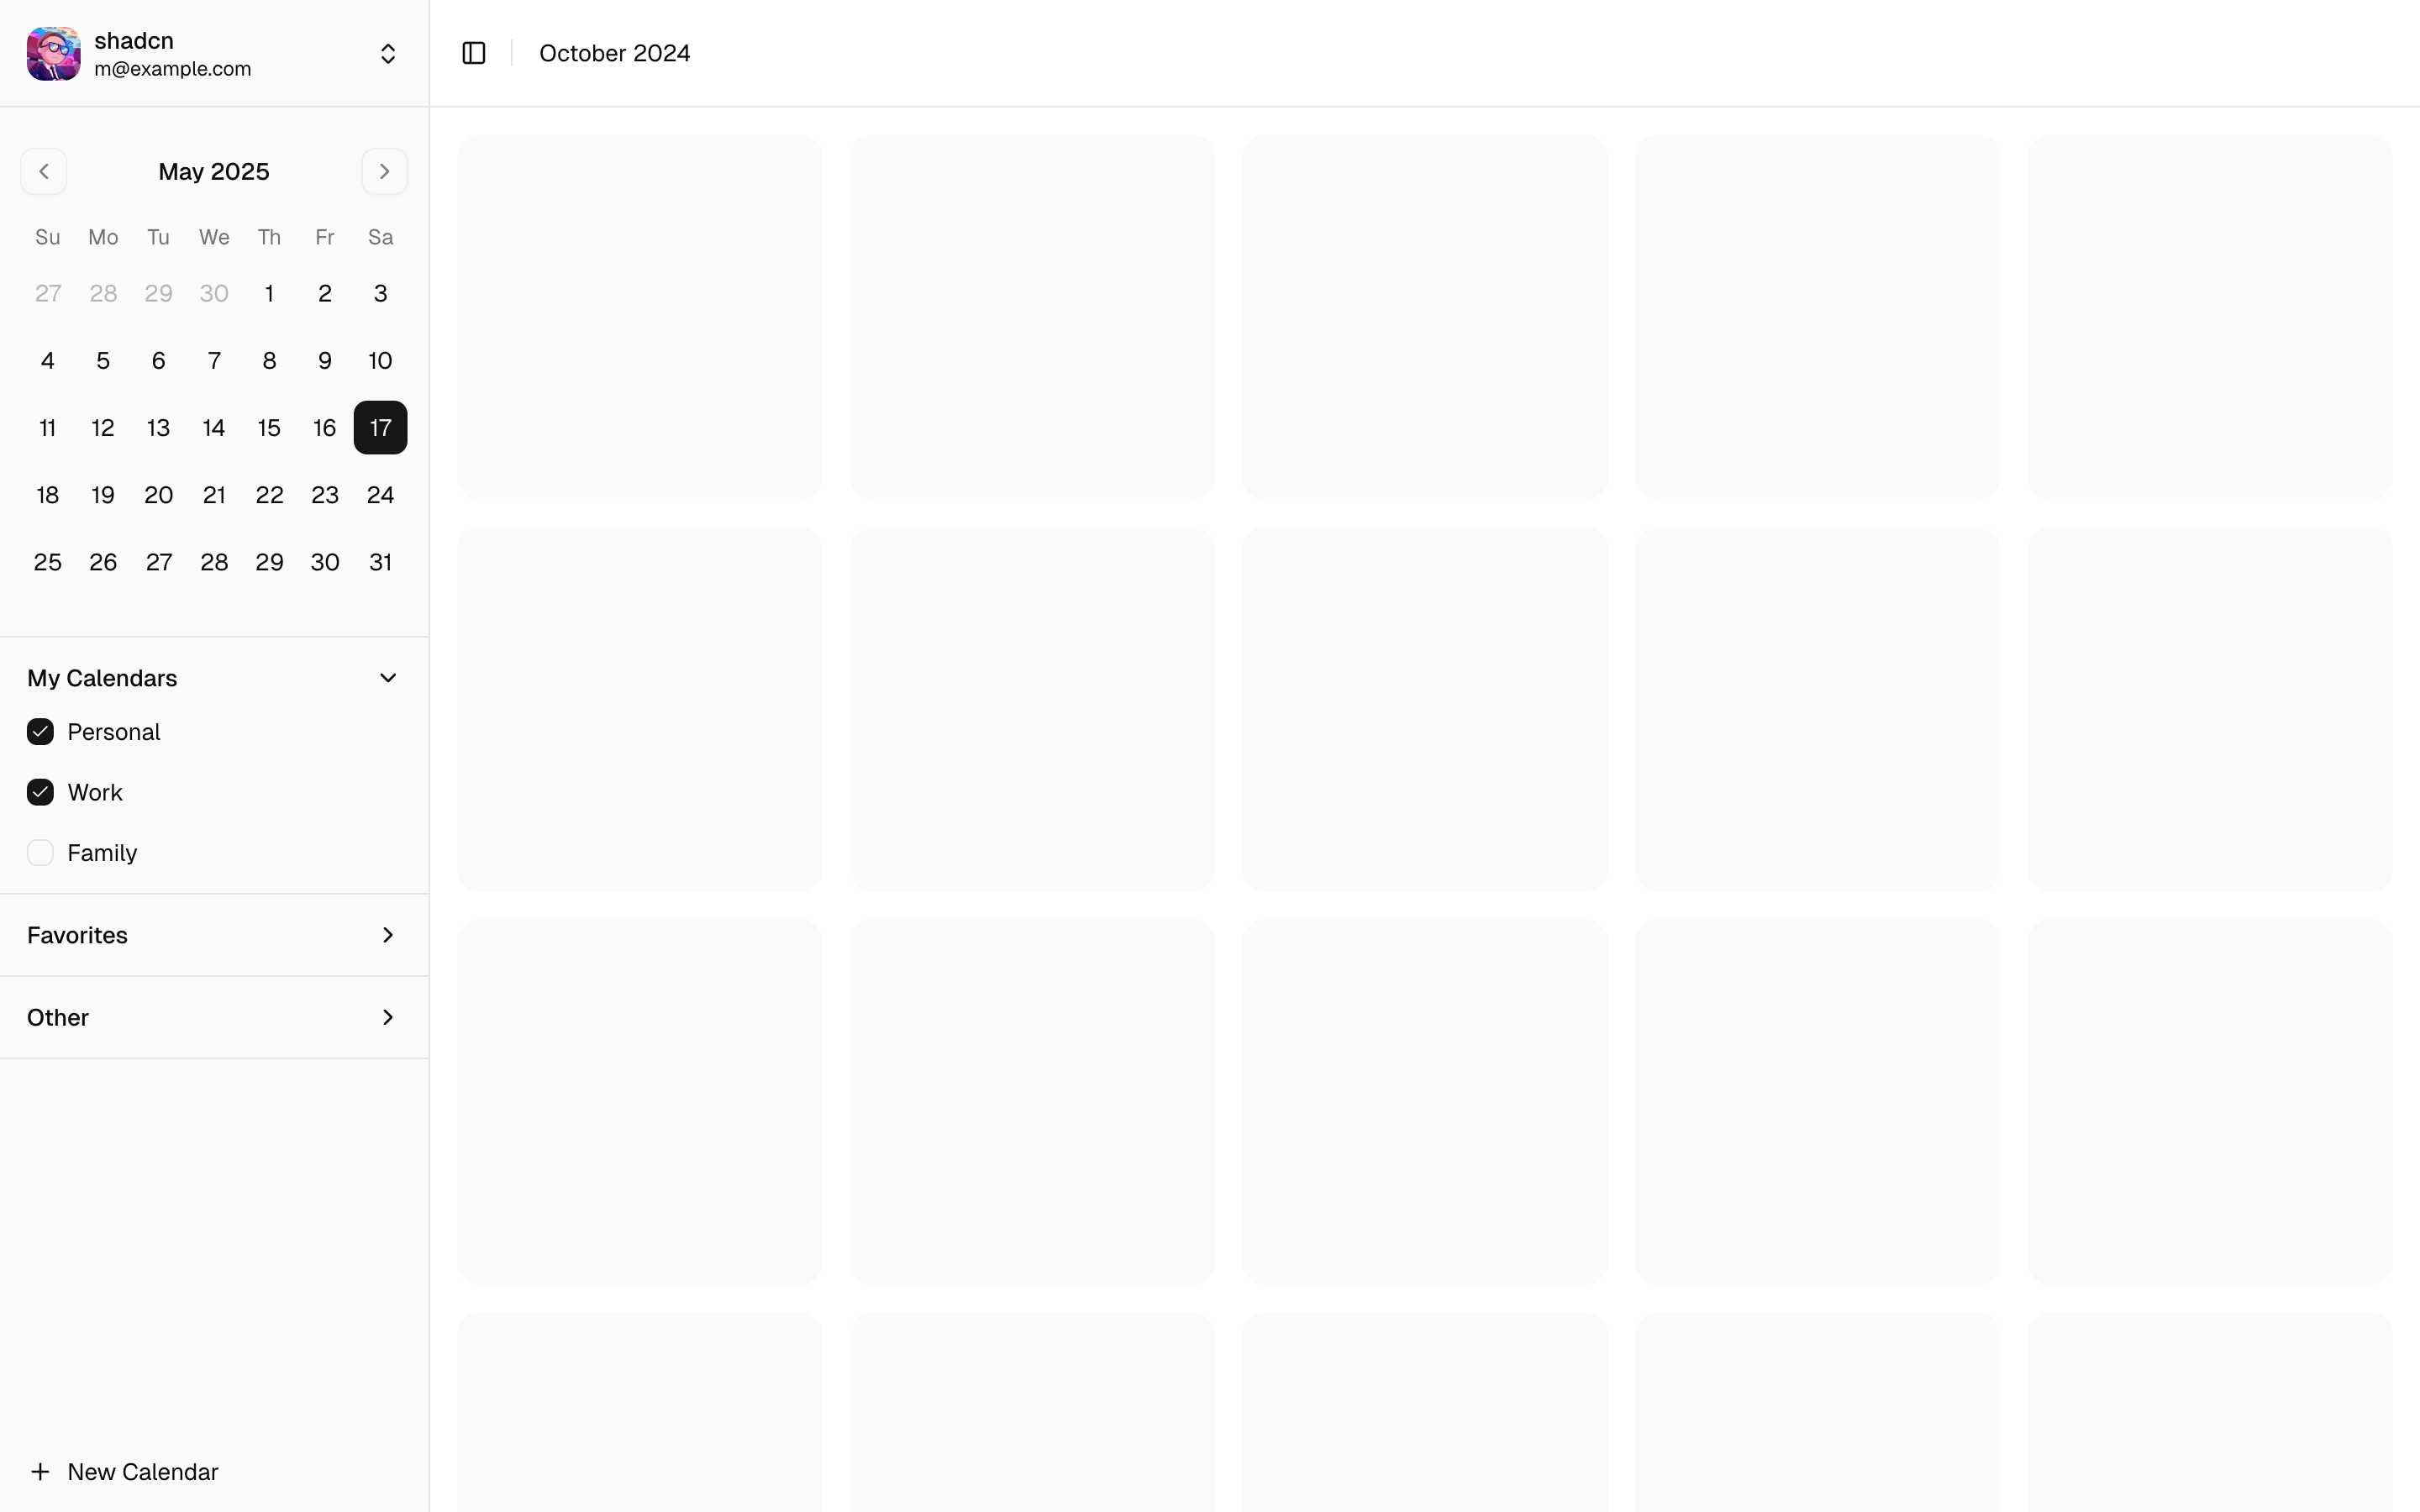 shadcn
m@example.com
October 2024
May 2025
Su Mo Tu We Th Fr Sa
27 28 29 30 1 2 3
4 5 6 7 8 9 10
11 12 13 14 15 16 17
18 19 20 21 22 23 24
25 26 27 28 29 30 31
My Calendars
Personal
Work
Family
Favorites
Other
New Calendar